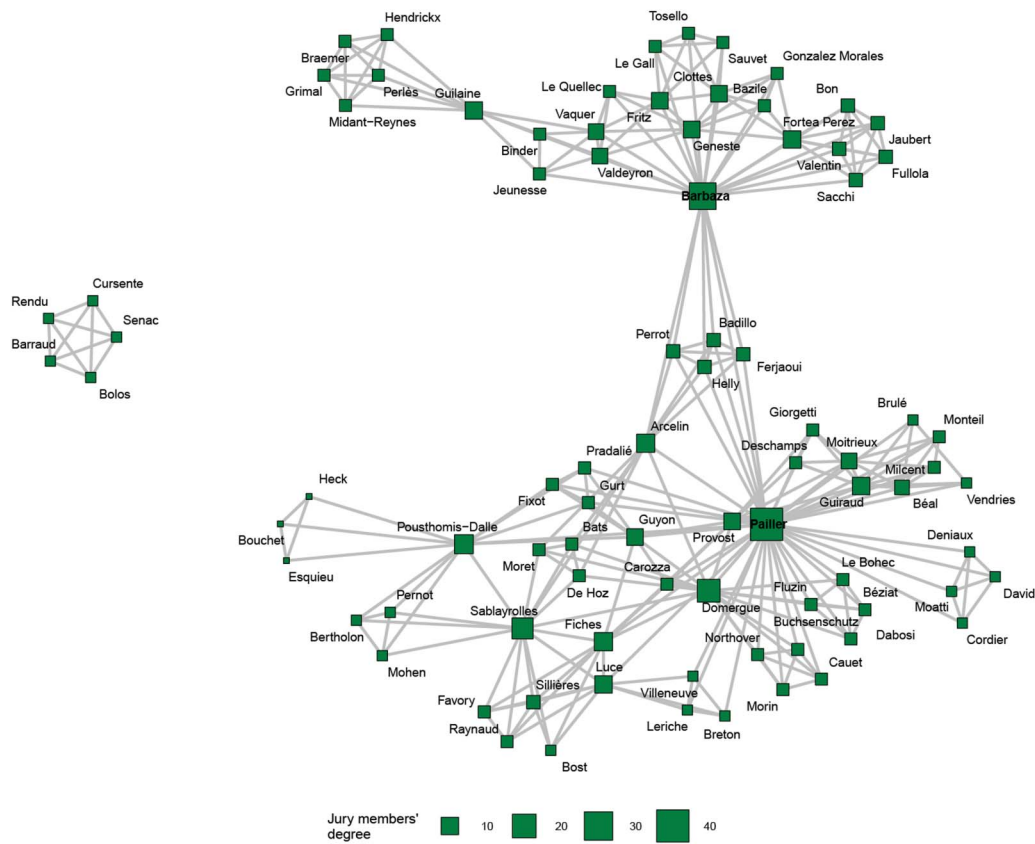 Hendrickx
Tosello
Braemer
Sauvet
Gonzalez Morales
Le Gall
Clottes
Grimal
Perlès
Guilaine
Le Quellec
Bazile
Bon
Midant−Reynes
Vaquer
Fritz
Fortea Perez
Jaubert
Binder
Geneste
Valentin
Valdeyron
Fullola
Jeunesse
Barbaza
Sacchi
Cursente
Rendu
Senac
Barraud
Bolos
Badillo
Perrot
Ferjaoui
Helly
Giorgetti
Brulé
Monteil
Arcelin
Deschamps
Moitrieux
Pradalié
Milcent
Heck
Gurt
Guiraud
Béal
Vendries
Fixot
Bouchet
Pousthomis−Dalle
Bats
Guyon
Provost
Pailler
Deniaux
Esquieu
Moret
Carozza
Le Bohec
Fluzin
Béziat
David
De Hoz
Domergue
Moatti
Pernot
Sablayrolles
Fiches
Buchsenschutz
Dabosi
Cordier
Bertholon
Northover
Mohen
Luce
Cauet
Sillières
Villeneuve
Favory
Morin
Raynaud
Leriche
Breton
Bost
Jury members'
degree
10
20
30
40